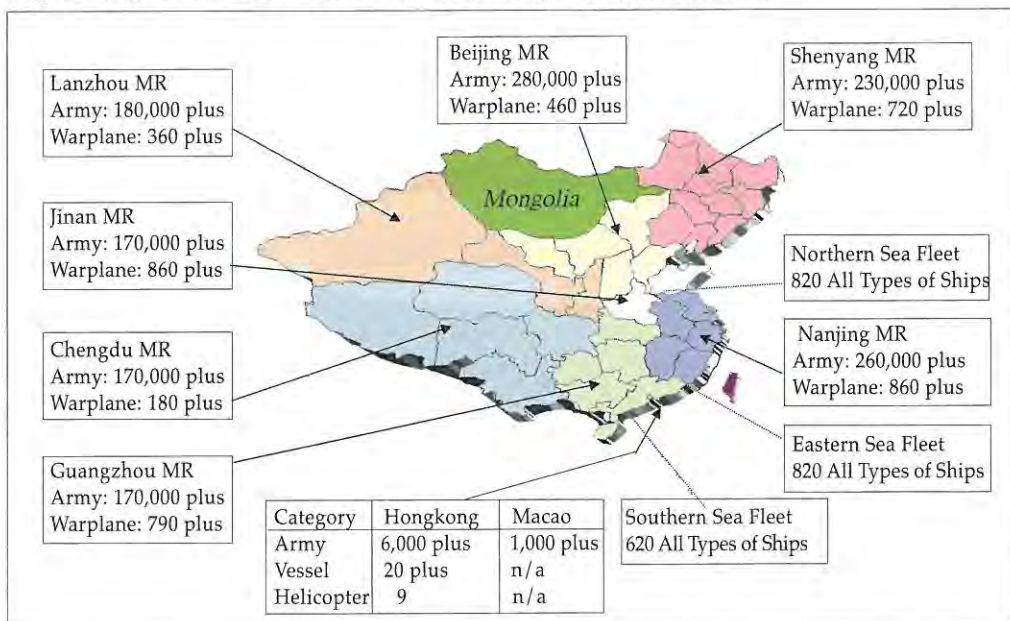 Beijing MR
Army: 280,000 plus
Warplane: 460 plus
Shenyang MR
Army: 230,000 plus
Warplane: 720 plus
Lanzhou MR
Army: 180,000 plus
Warplane: 360 plus
Mongolia
Jinan MR
Army: 170,000 plus
Warplane: 860 plus
Northern Sea Fleet
820 All Types of Ships
Nanjing MR
Army: 260,000 plus
Warplane: 860 plus
Chengdu MR
Army: 170,000 plus
Warplane: 180 plus
Eastern Sea Fleet
820 All Types of Ships
Guangzhou MR
Army: 170,000 plus
Warplane: 790 plus
Southern Sea Fleet
620 All Types of Ships
Category Hongkong Macao
Army 6,000 plus 1,000 plus
Vessel 20 plus n/a
Helicopter 9 n/a